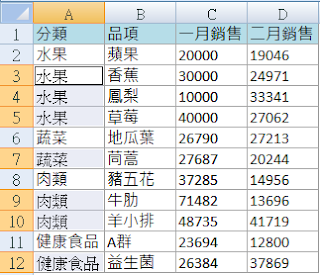 A B C D
1 分類 品項 一月銷售 二月銷售
2 水果 蘋果 20000 19046
3 水果 香蕉 30000 24971
4 水果 鳳梨 10000 33341
5 水果 草莓 40000 27062
6 蔬菜 地瓜葉 26790 27213
7 蔬菜 茼蒿 27687 20244
8 肉類 豬五花 37285 14956
9 肉類 牛肋 71482 13696
10 肉類 羊小排 48735 41719
11 健康食品 A群 23694 12800
12 健康食品 益生菌 26384 37869